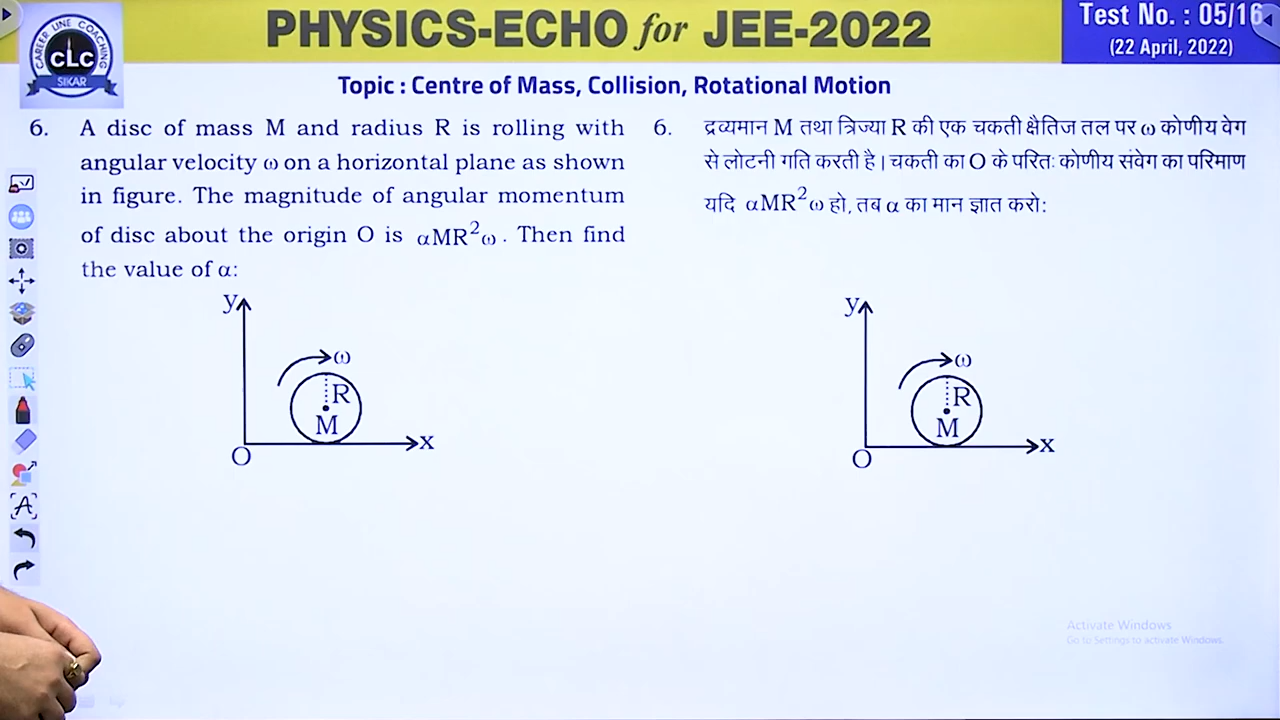 PHYSICS-ECHO for JEE-2022
Test No. : 05/16
(22 April, 2022)
CAREER LINE COACHING
CLC
SIKAR
Topic : Centre of Mass, Collision, Rotational Motion
6. A disc of mass M and radius R is rolling with
angular velocity ω on a horizontal plane as shown
in figure. The magnitude of angular momentum
of disc about the origin O is αMR²ω . Then find
the value of α:
y
ω
R
M
O
x
6. द्रव्यमान M तथा त्रिज्या R की एक चकती क्षैतिज तल पर ω कोणीय वेग
से लोटनी गति करती है। चकती का O के परितः कोणीय संवेग का परिमाण
यदि αMR²ω हो, तब α का मान ज्ञात करो:
y
ω
R
M
O
x
Activate Windows
Go to Settings to activate Windows.